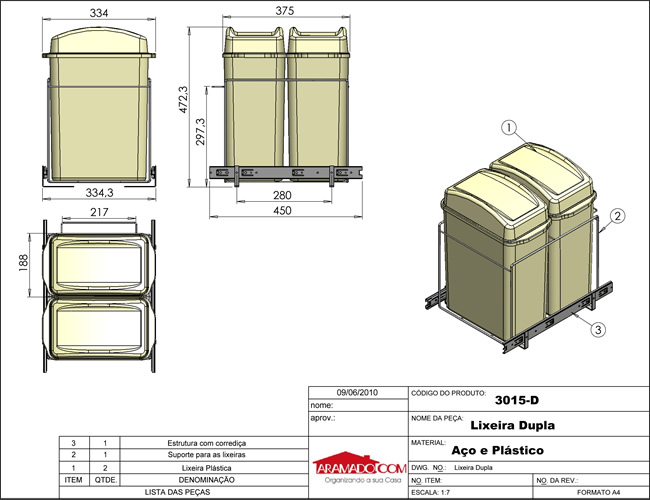 334
375
472,3
297,3
334,3
280
450
217
188
1
2
3
09/06/2010
nome:
aprov.:
CÓDIGO DO PRODUTO:
3015-D
NOME DA PEÇA:
Lixeira Dupla
MATERIAL:
Aço e Plástico
DWG. NO.: Lixeira Dupla
NO. ITEM:
NO. DA REV.:
ESCALA: 1:7
FORMATO A4
ARAMADO.COM
Organizando a sua Casa
3 1 Estrutura com corrediça
2 1 Suporte para as lixeiras
1 2 Lixeira Plástica
ITEM QTDE. DENOMINAÇÃO
LISTA DAS PEÇAS